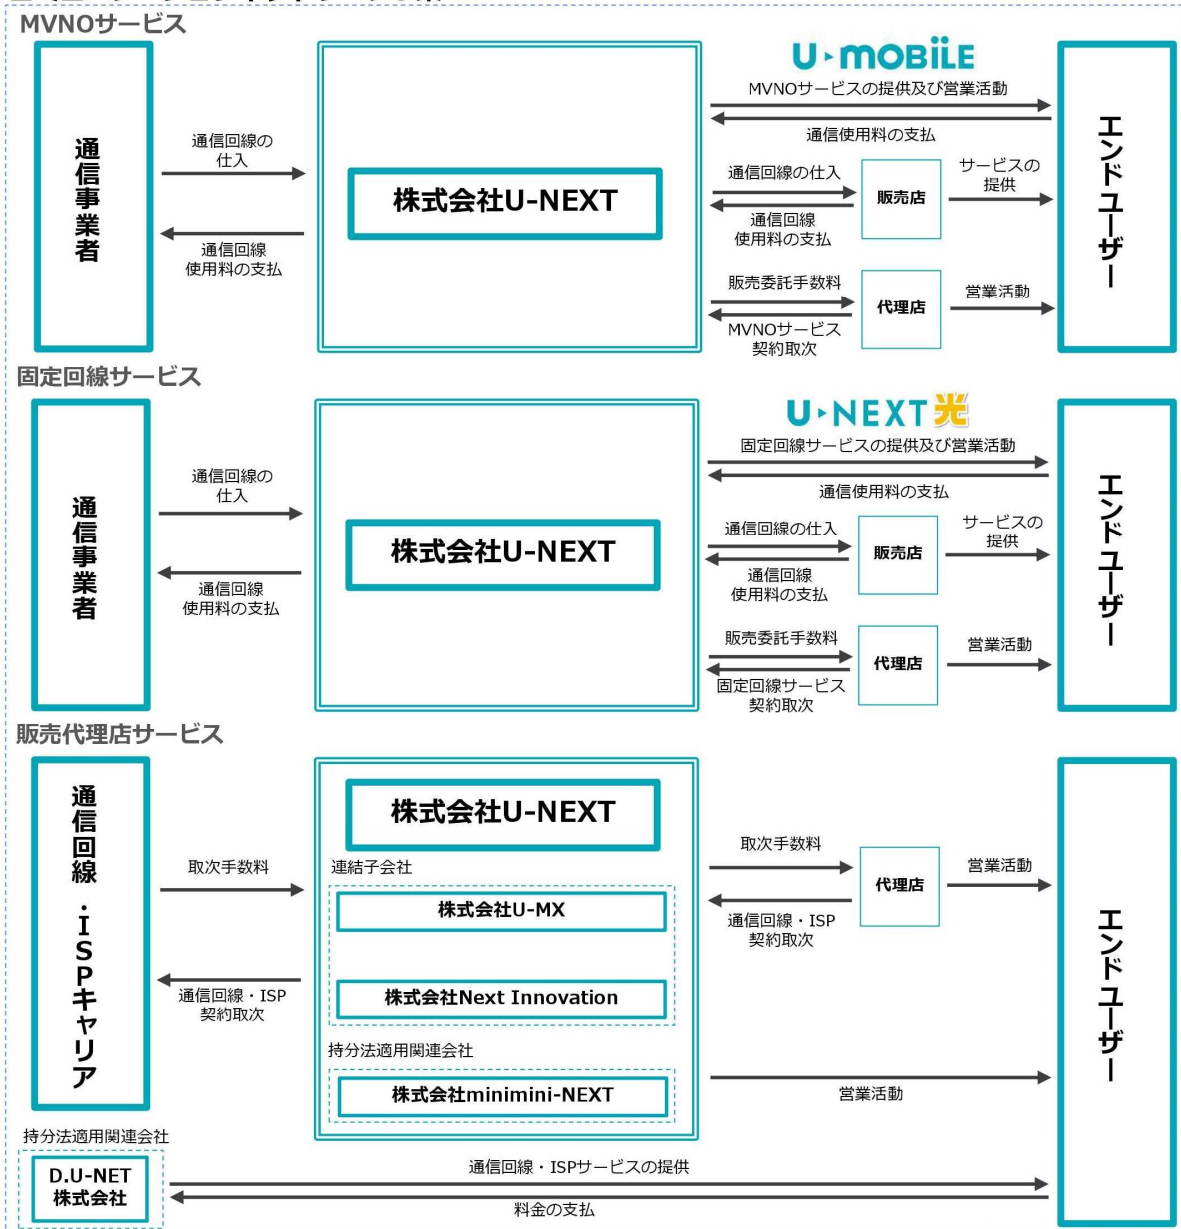 MVNOサービス
通信事業者
通信回線の
仕入
通信回線
使用料の支払
株式会社U-NEXT
U-MOBILE
MVNOサービスの提供及び営業活動
通信使用料の支払
通信回線の仕入
通信回線
使用料の支払
販売店
サービスの
提供
販売委託手数料
MVNOサービス
契約取次
代理店
営業活動
エンドユーザー
固定回線サービス
通信事業者
通信回線の
仕入
通信回線
使用料の支払
株式会社U-NEXT
U-NEXT光
固定回線サービスの提供及び営業活動
通信使用料の支払
通信回線の仕入
通信回線
使用料の支払
販売店
サービスの
提供
販売委託手数料
固定回線サービス
契約取次
代理店
営業活動
エンドユーザー
販売代理店サービス
通信回線・ISPキャリア
取次手数料
通信回線・ISP
契約取次
株式会社U-NEXT
連結子会社
株式会社U-MX
株式会社Next Innovation
持分法適用関連会社
株式会社minimini-NEXT
取次手数料
通信回線・ISP
契約取次
代理店
営業活動
営業活動
エンドユーザー
持分法適用関連会社
D.U-NET
株式会社
通信回線・ISPサービスの提供
料金の支払